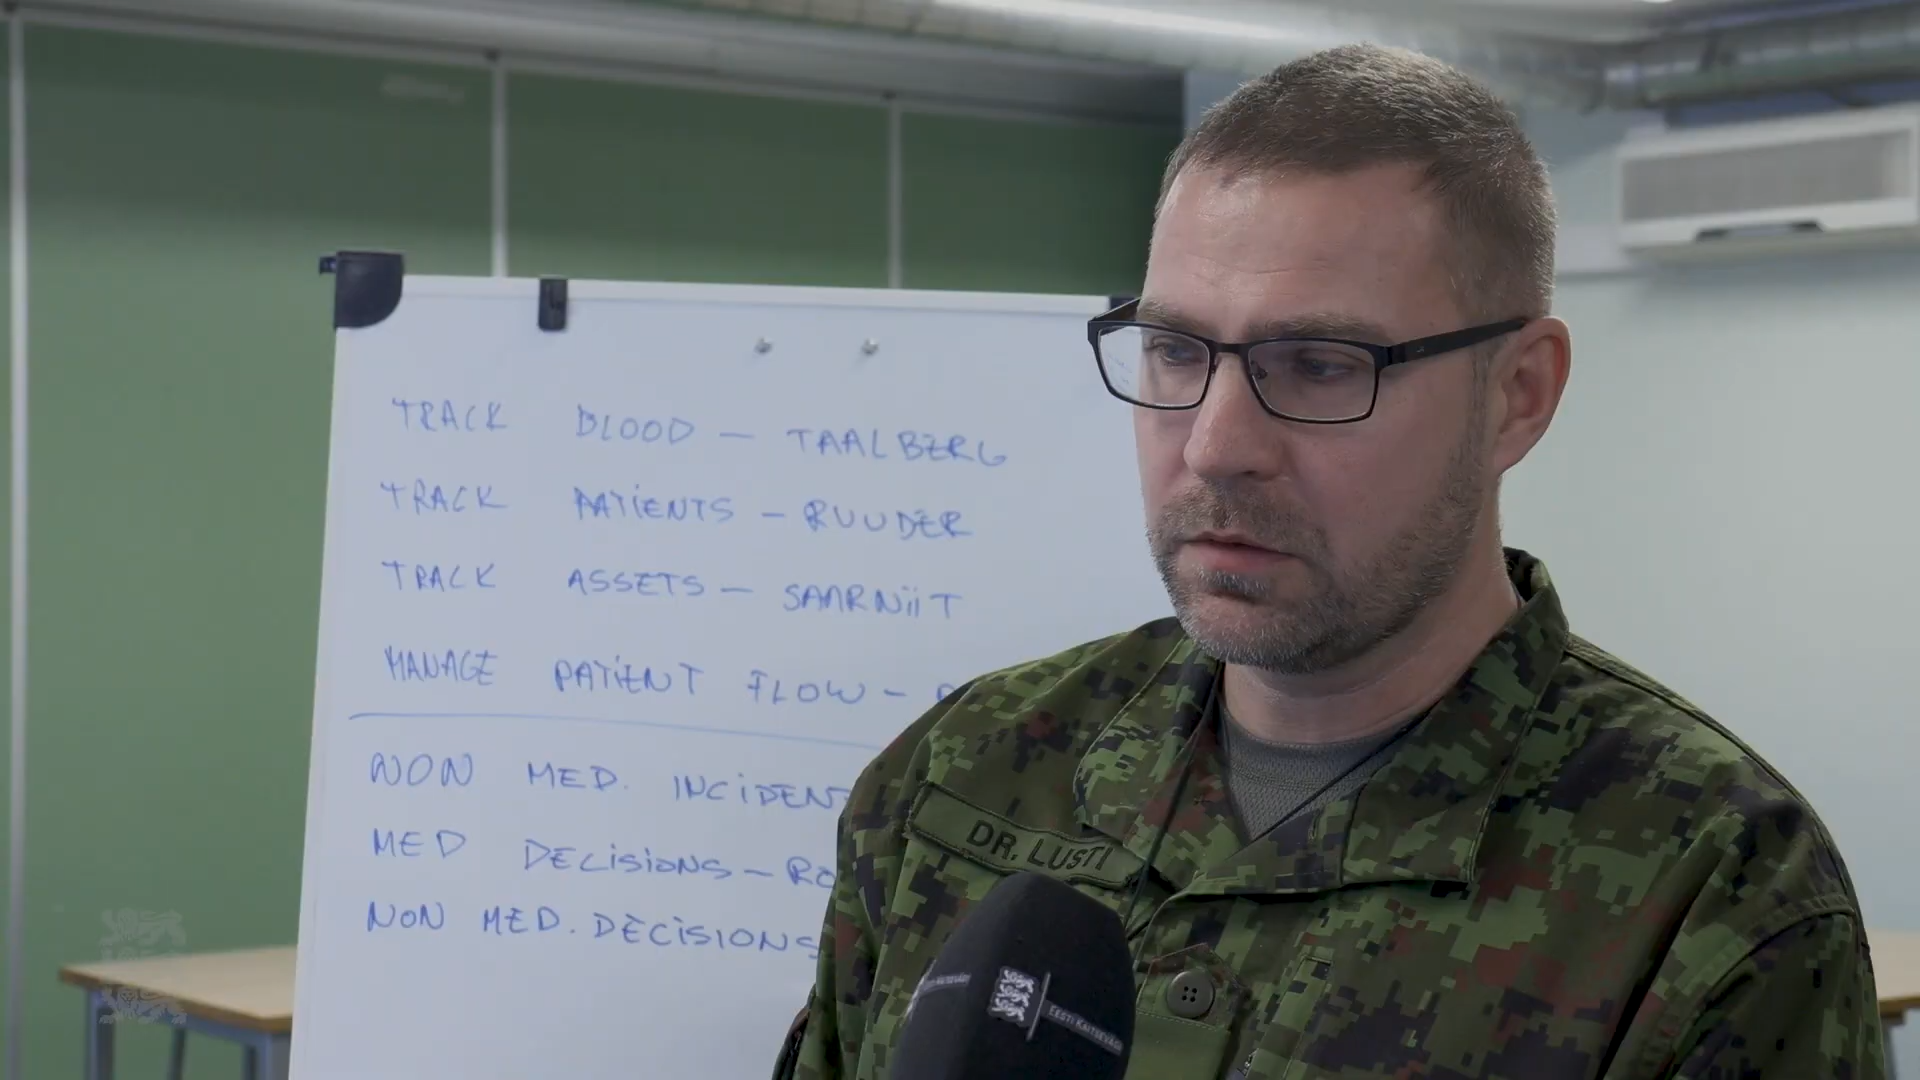 TRACK BLOOD – TAALBERG
TRACK PATIENTS – RUUDER
TRACK ASSETS – SAARNiiT
MANAGE PATiENT FLOW –
NON MED. INCiDENT
MED DECiSiONS – RO
NON MED. DECiSiONS
DR. LUSTI
EESTI KAITSEVÄGI